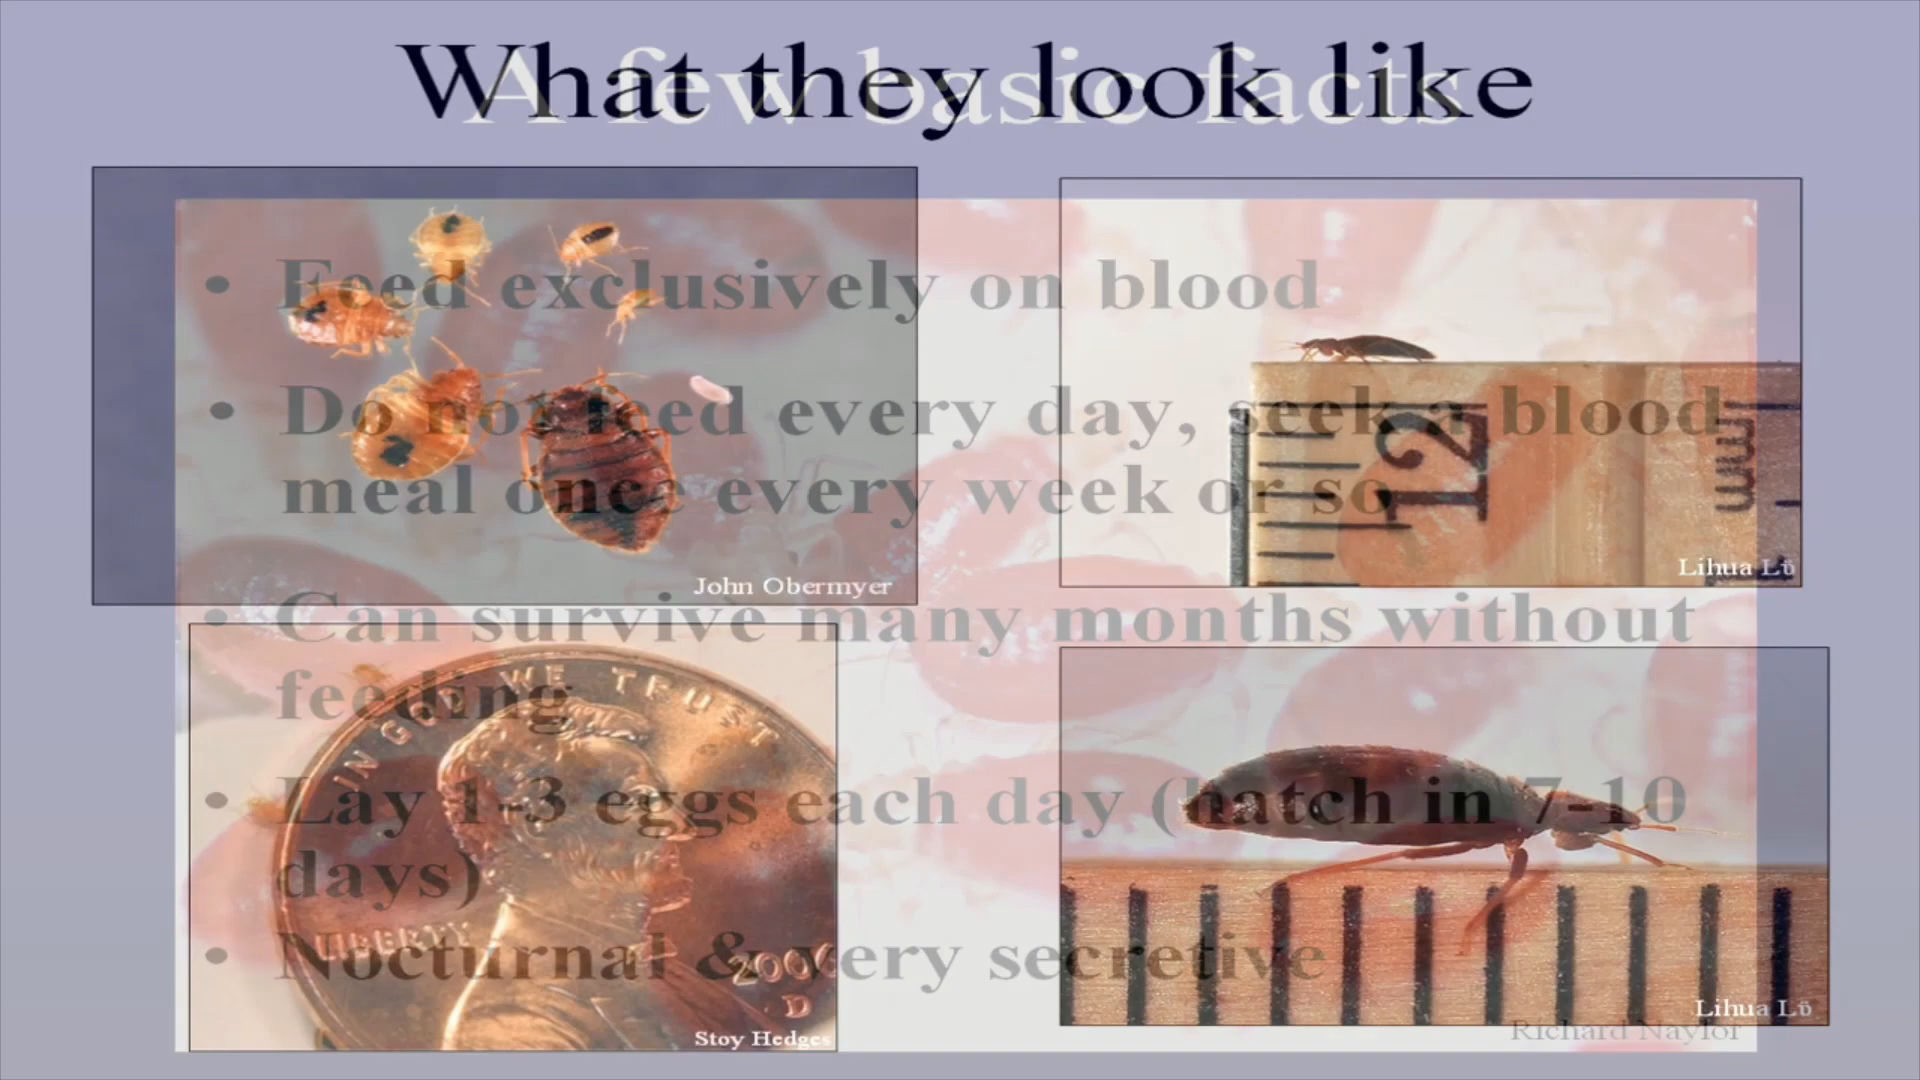 What they look like
A few basic facts
• Feed exclusively on blood
• Do not feed every day, seek a blood
meal once every week or so
• Can survive many months without
feeding
• Lay 1-3 eggs each day (hatch in 7-10
days)
• Nocturnal & very secretive
John Obermyer
12
mm
Lihua Lü
IN GOD WE TRUST
LIBERTY
2006
D
Stoy Hedges
Lihua Lü
Richard Naylor